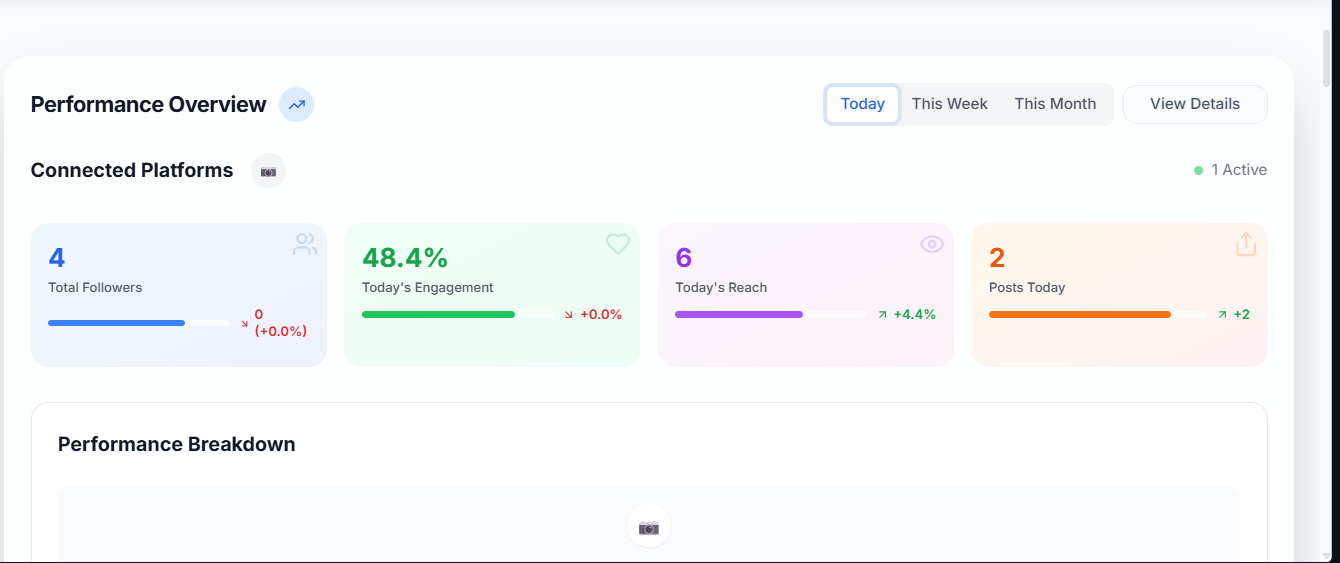 Performance Overview
Today
This Week
This Month
View Details
Connected Platforms
1 Active
4
Total Followers
0
(+0.0%)
48.4%
Today's Engagement
+0.0%
6
Today's Reach
+4.4%
2
Posts Today
+2
Performance Breakdown